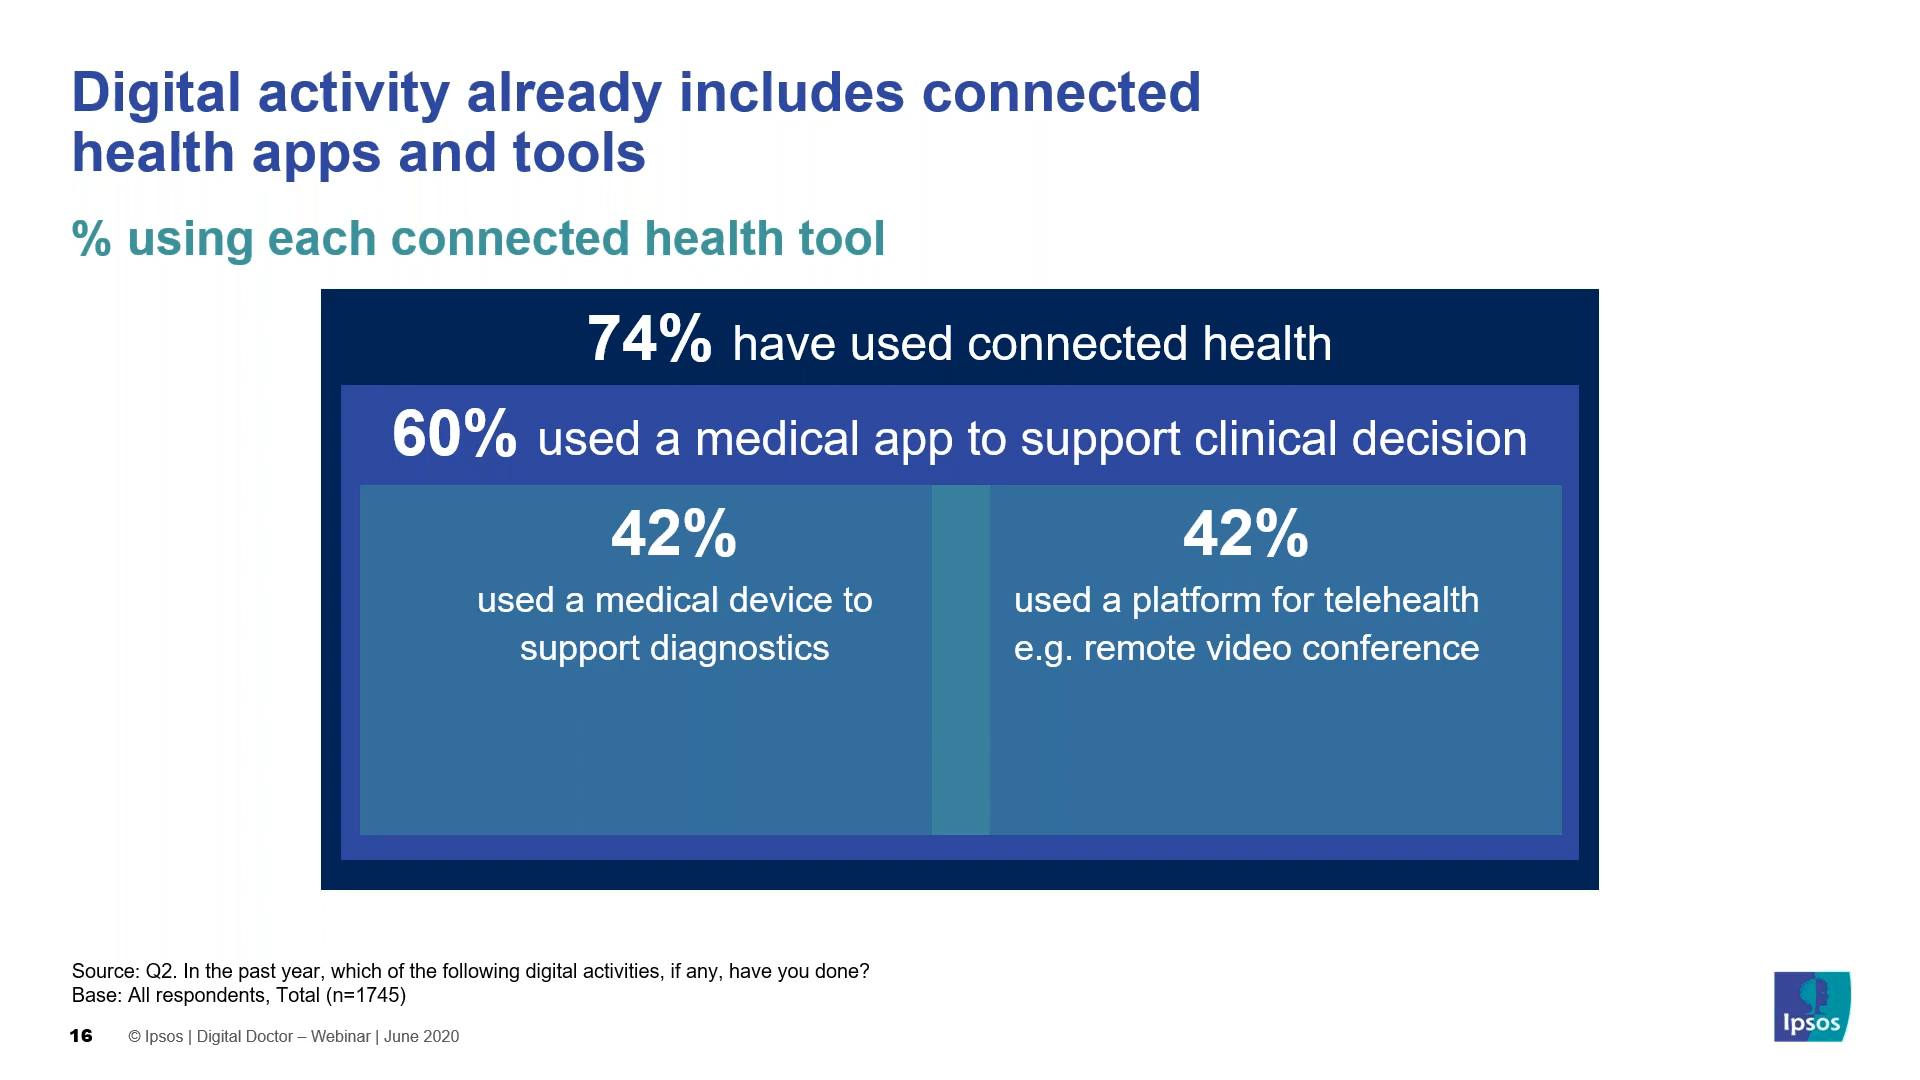 Digital activity already includes connected
health apps and tools
% using each connected health tool
74% have used connected health
60% used a medical app to support clinical decision
42%
used a medical device to
support diagnostics
42%
used a platform for telehealth
e.g. remote video conference
Source: Q2. In the past year, which of the following digital activities, if any, have you done?
Base: All respondents, Total (n=1745)
16 © Ipsos | Digital Doctor – Webinar | June 2020
Ipsos